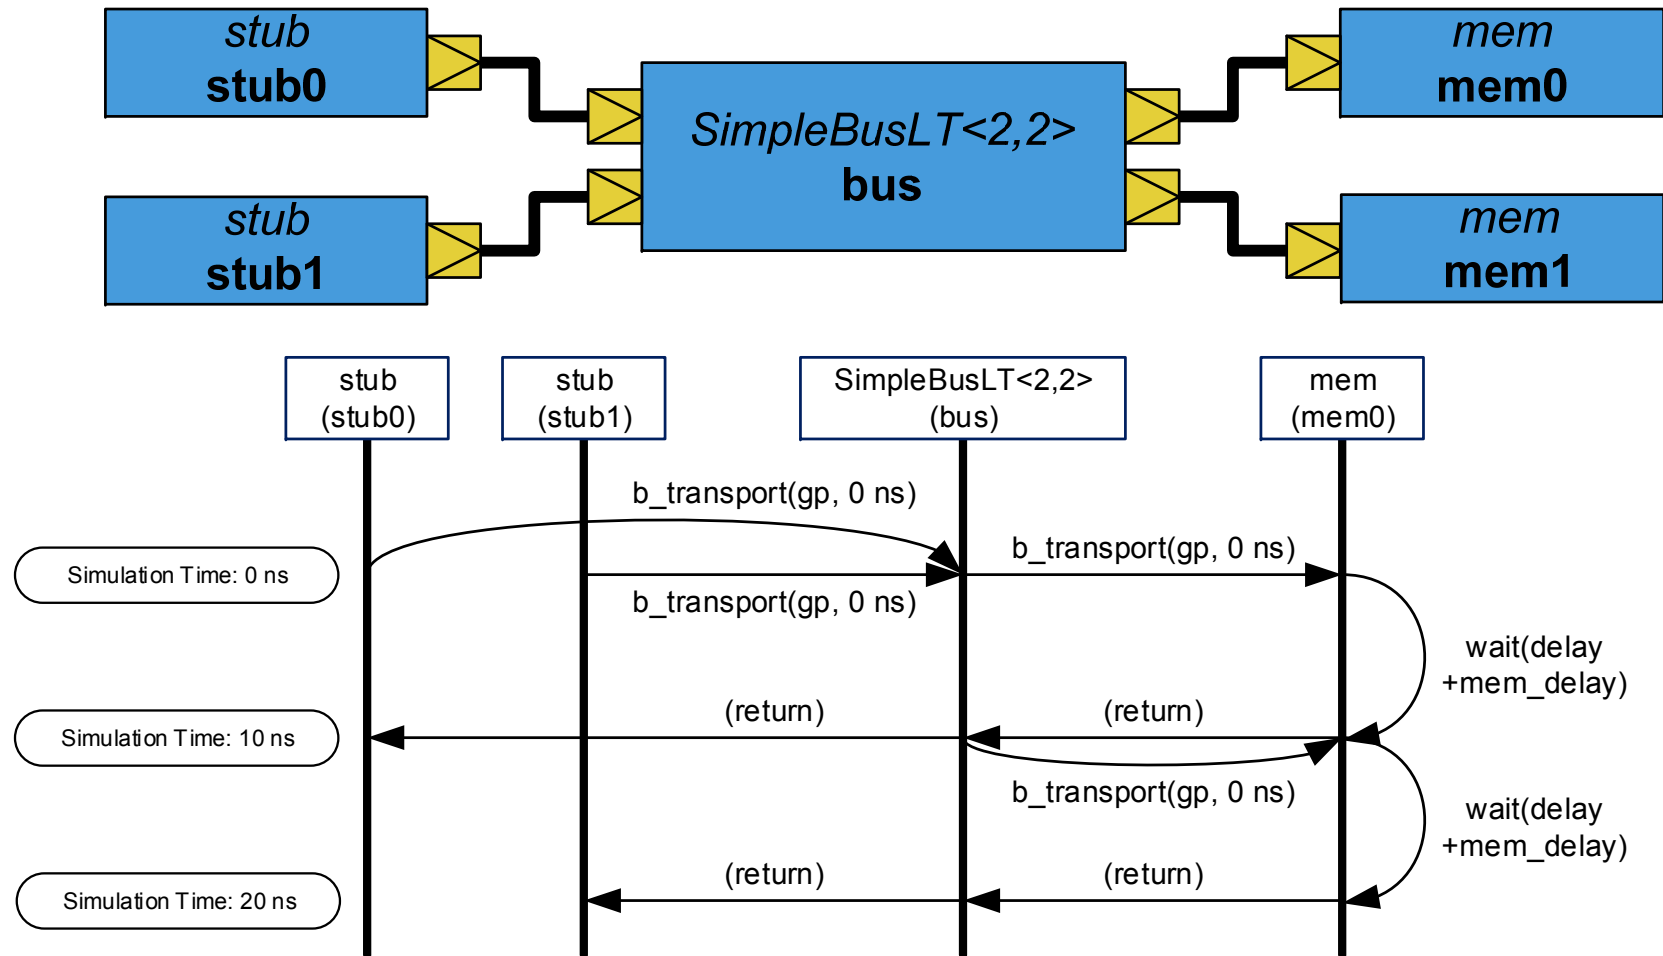 stub
stub0
mem
mem0
SimpleBusLT<2,2>
bus
stub
stub1
mem
mem1
stub
(stub0)
stub
(stub1)
SimpleBusLT<2,2>
(bus)
mem
(mem0)
b_transport(gp, 0 ns)
b_transport(gp, 0 ns)
Simulation Time: 0 ns
b_transport(gp, 0 ns)
wait(delay
+mem_delay)
(return)
(return)
Simulation Time: 10 ns
b_transport(gp, 0 ns)
wait(delay
+mem_delay)
(return)
(return)
Simulation Time: 20 ns